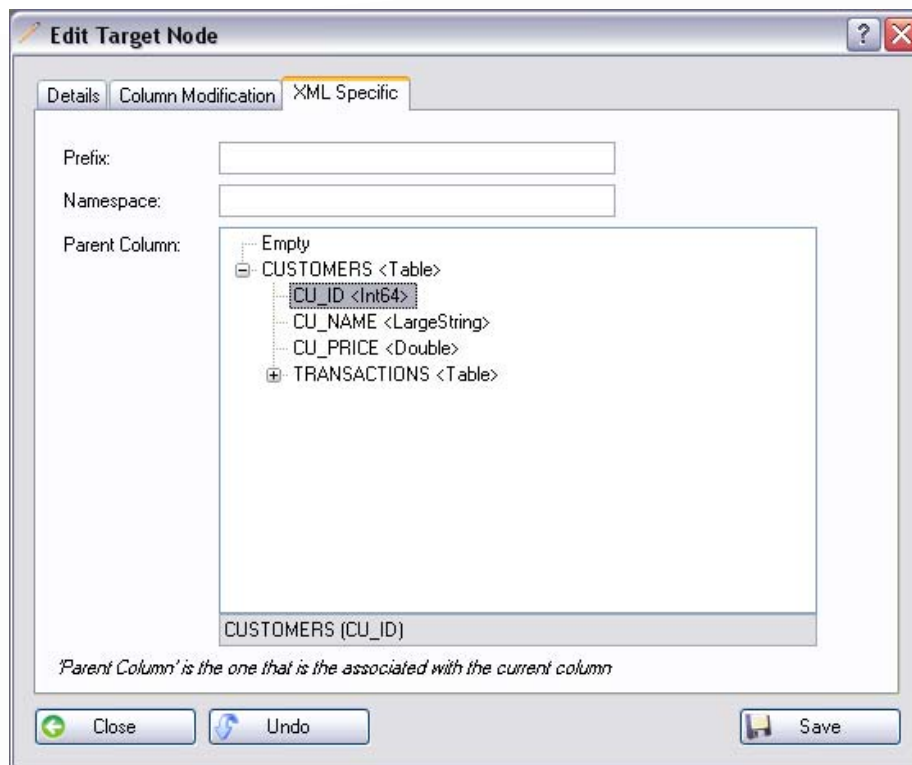 Edit Target Node
?
Details Column Modification XML Specific
Prefix:
Namespace:
Parent Column:
Empty
CUSTOMERS <Table>
CU_ID <Int64>
CU_NAME <LargeString>
CU_PRICE <Double>
TRANSACTIONS <Table>
CUSTOMERS (CU_ID)
'Parent Column' is the one that is the associated with the current column
Close Undo Save